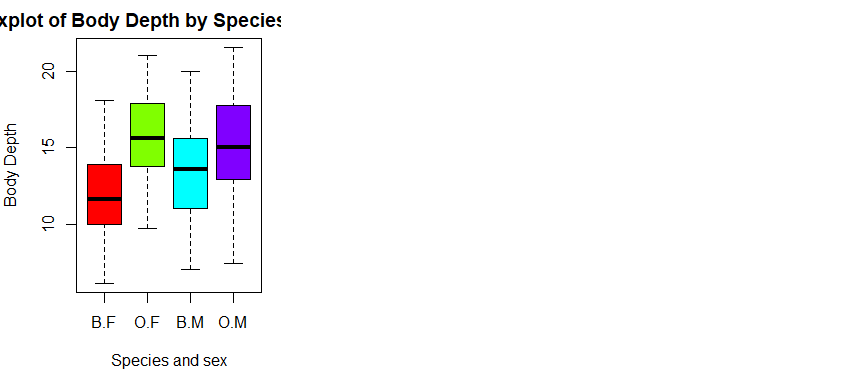 xplot of Body Depth by Species
20
15
10
Body Depth
B.F O.F B.M O.M
Species and sex